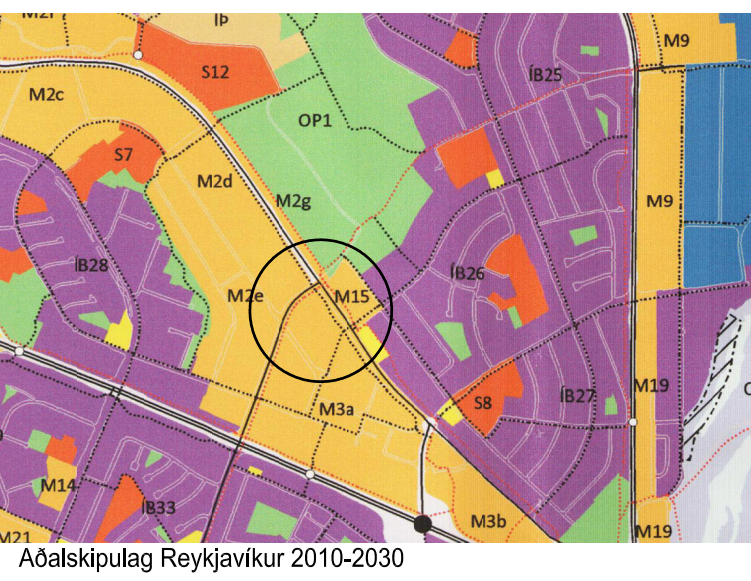 M2f
ÍÞ
M9
S12
ÍB25
M2c
OP1
S7
M2d
M2g
M9
ÍB28
M2e
M15
ÍB26
M3a
S8
ÍB27
M19
M14
ÍB33
M21
M3b
M19
Aðalskipulag Reykjavíkur 2010-2030